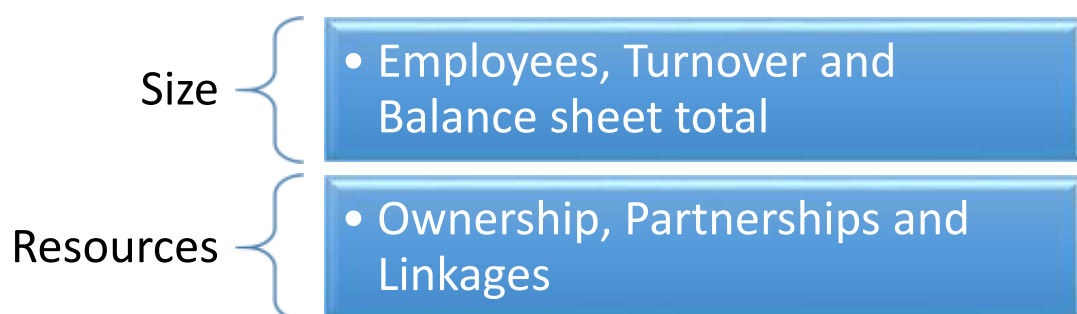 Size
• Employees, Turnover and
Balance sheet total
Resources
• Ownership, Partnerships and
Linkages